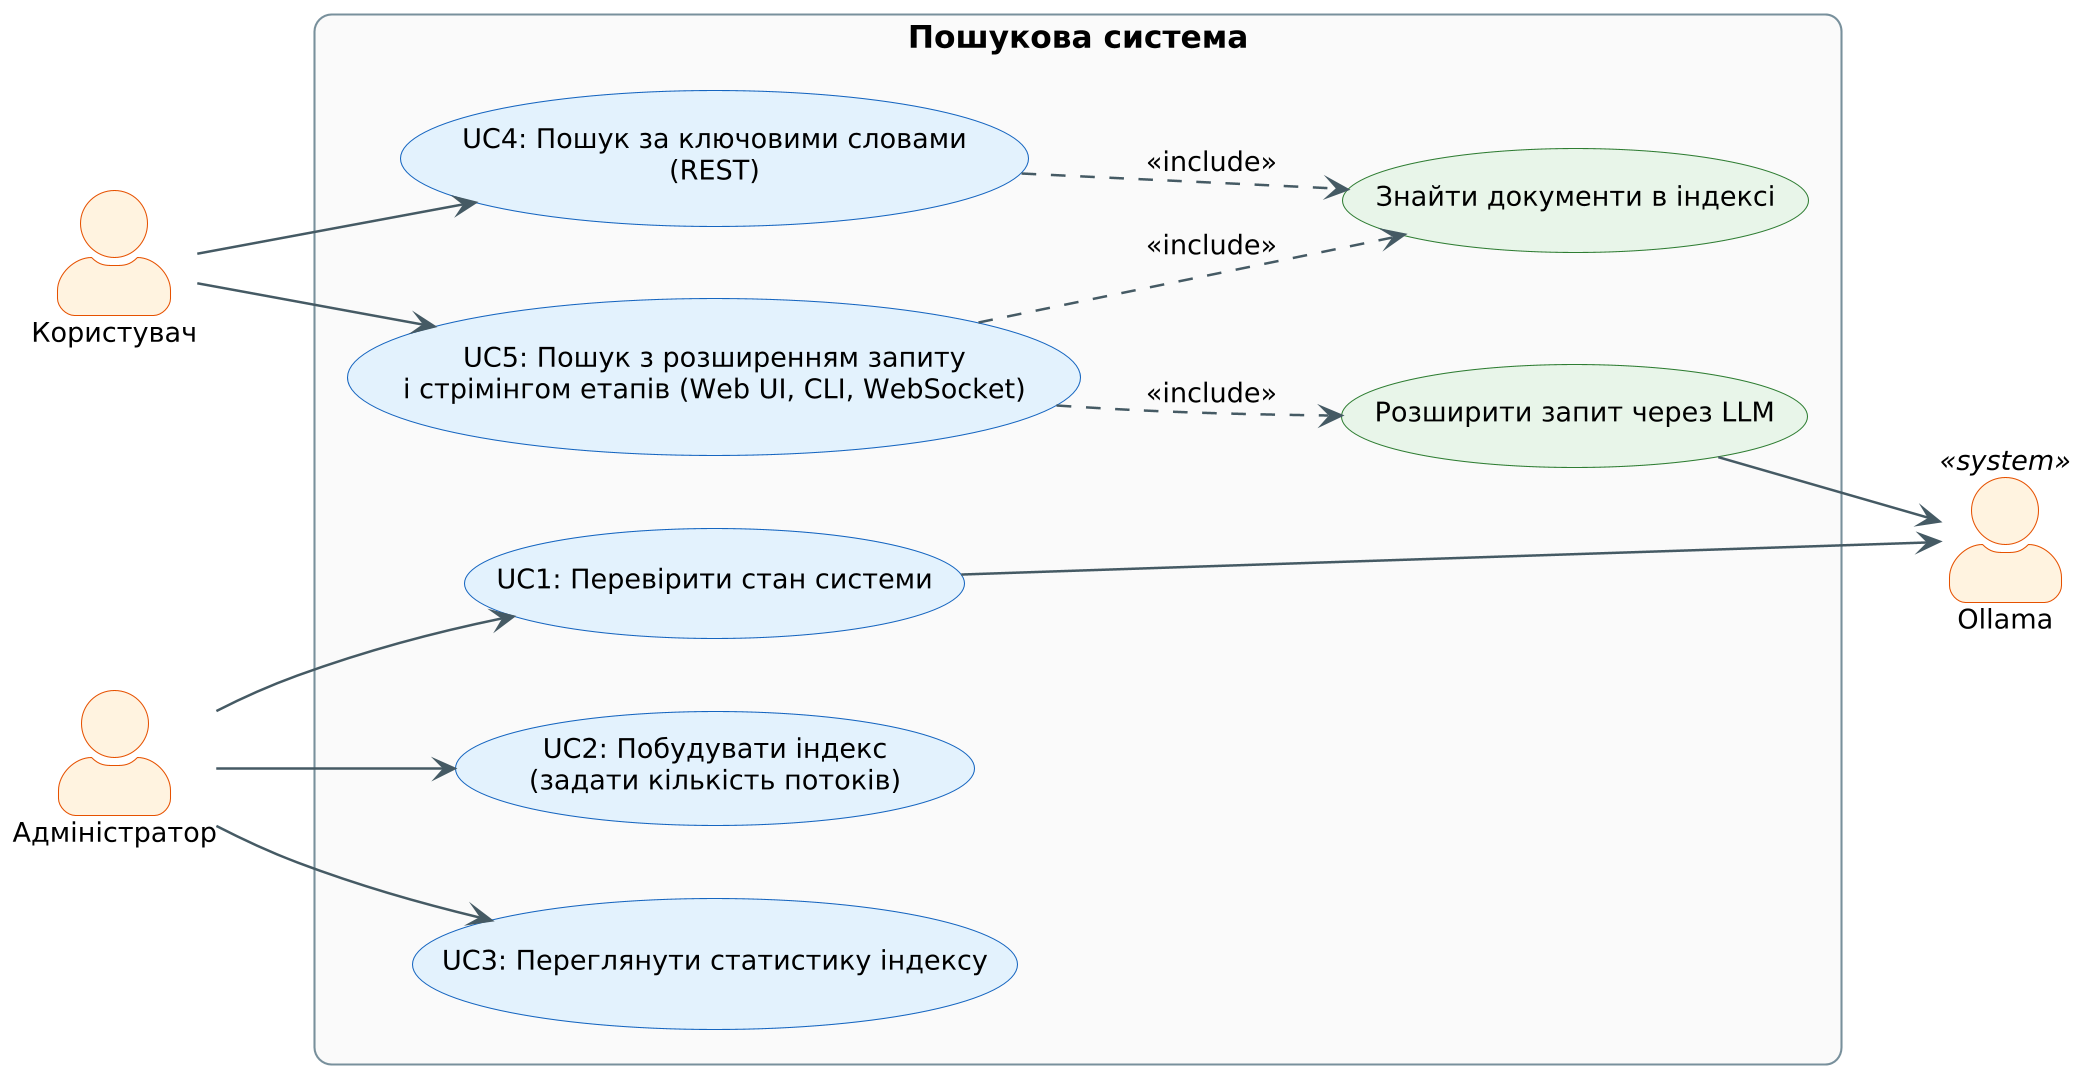 Пошукова система
UC4: Пошук за ключовими словами
(REST)
«include»
Знайти документи в індексі
«include»
Користувач
UC5: Пошук з розширенням запиту
і стрімінгом етапів (Web UI, CLI, WebSocket)
«include»
Розширити запит через LLM
«system»
Ollama
UC1: Перевірити стан системи
UC2: Побудувати індекс
(задати кількість потоків)
Адміністратор
UC3: Переглянути статистику індексу